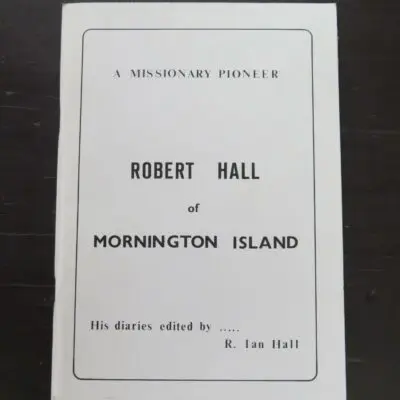 A MISSIONARY PIONEER
ROBERT HALL
of
MORNINGTON ISLAND
His diaries edited by .....
R. Ian Hall